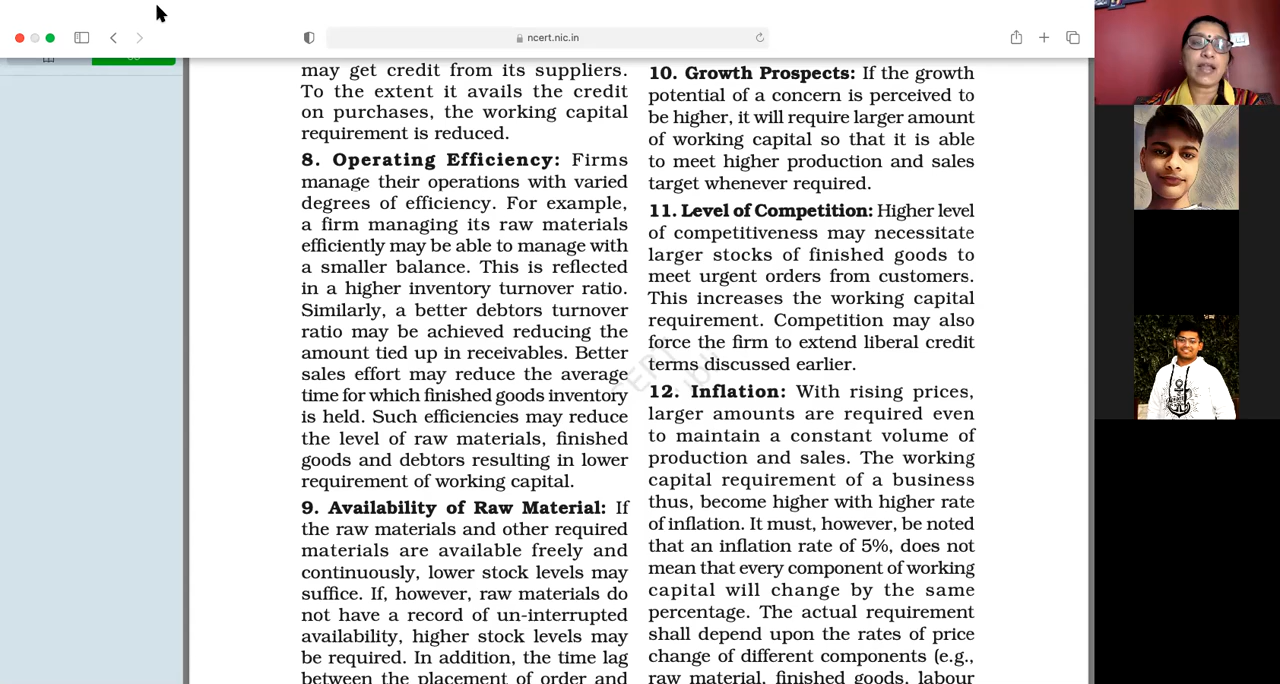 ncert.nic.in
may get credit from its suppliers.
To the extent it avails the credit
on purchases, the working capital
requirement is reduced.
8. Operating Efficiency: Firms
manage their operations with varied
degrees of efficiency. For example,
a firm managing its raw materials
efficiently may be able to manage with
a smaller balance. This is reflected
in a higher inventory turnover ratio.
Similarly, a better debtors turnover
ratio may be achieved reducing the
amount tied up in receivables. Better
sales effort may reduce the average
time for which finished goods inventory
is held. Such efficiencies may reduce
the level of raw materials, finished
goods and debtors resulting in lower
requirement of working capital.
9. Availability of Raw Material: If
the raw materials and other required
materials are available freely and
continuously, lower stock levels may
suffice. If, however, raw materials do
not have a record of un-interrupted
availability, higher stock levels may
be required. In addition, the time lag
between the placement of order and
10. Growth Prospects: If the growth
potential of a concern is perceived to
be higher, it will require larger amount
of working capital so that it is able
to meet higher production and sales
target whenever required.
11. Level of Competition: Higher level
of competitiveness may necessitate
larger stocks of finished goods to
meet urgent orders from customers.
This increases the working capital
requirement. Competition may also
force the firm to extend liberal credit
terms discussed earlier.
12. Inflation: With rising prices,
larger amounts are required even
to maintain a constant volume of
production and sales. The working
capital requirement of a business
thus, become higher with higher rate
of inflation. It must, however, be noted
that an inflation rate of 5%, does not
mean that every component of working
capital will change by the same
percentage. The actual requirement
shall depend upon the rates of price
change of different components (e.g.,
raw material, finished goods, labour